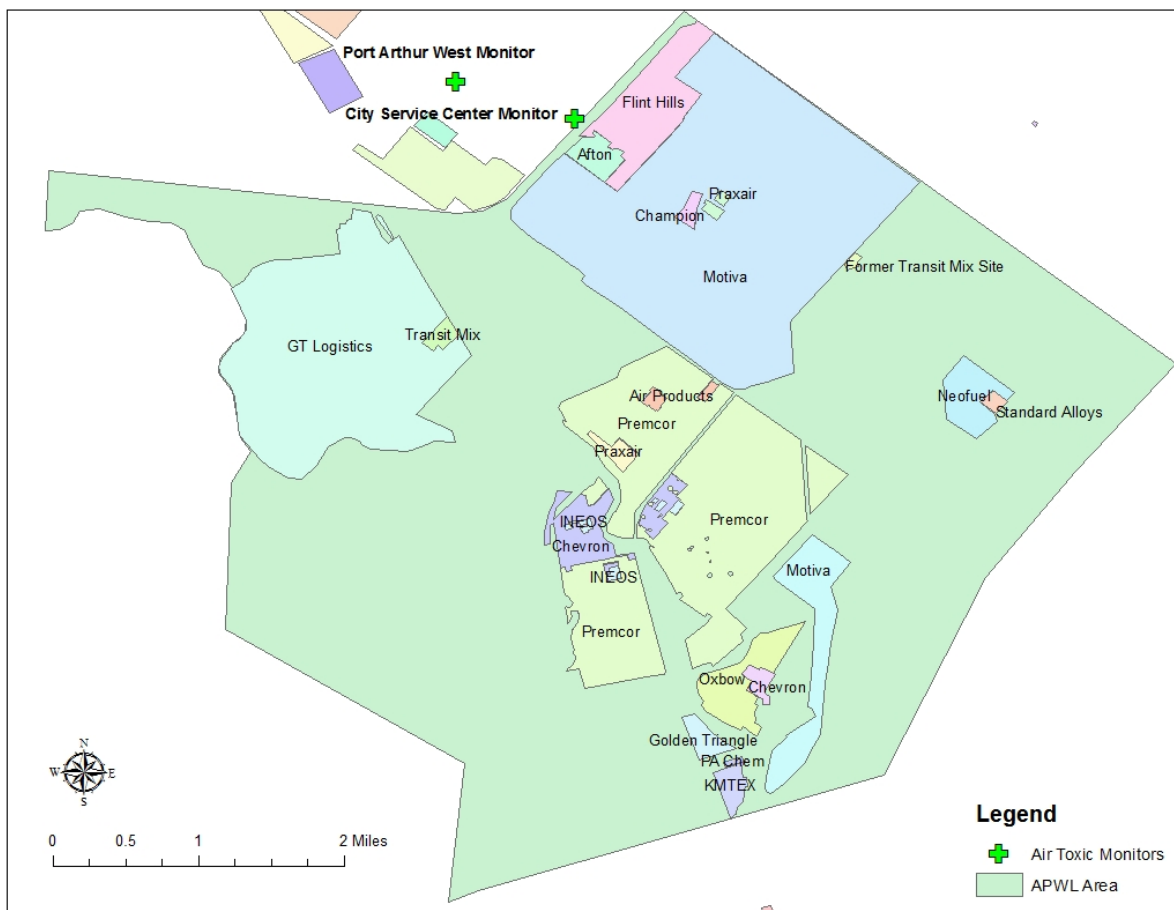 Port Arthur West Monitor
City Service Center Monitor
Flint Hills
Afton
Praxair
Champion
Former Transit Mix Site
Motiva
Transit Mix
GT Logistics
Air Products
Neofuel
Standard Alloys
Premcor
Praxair
INEOS
Premcor
Chevron
Motiva
INEOS
Premcor
Oxbow
Chevron
Golden Triangle
PA Chem
KMTEX
N
W E
S
0 0.5 1 2 Miles
Legend
Air Toxic Monitors
APWL Area